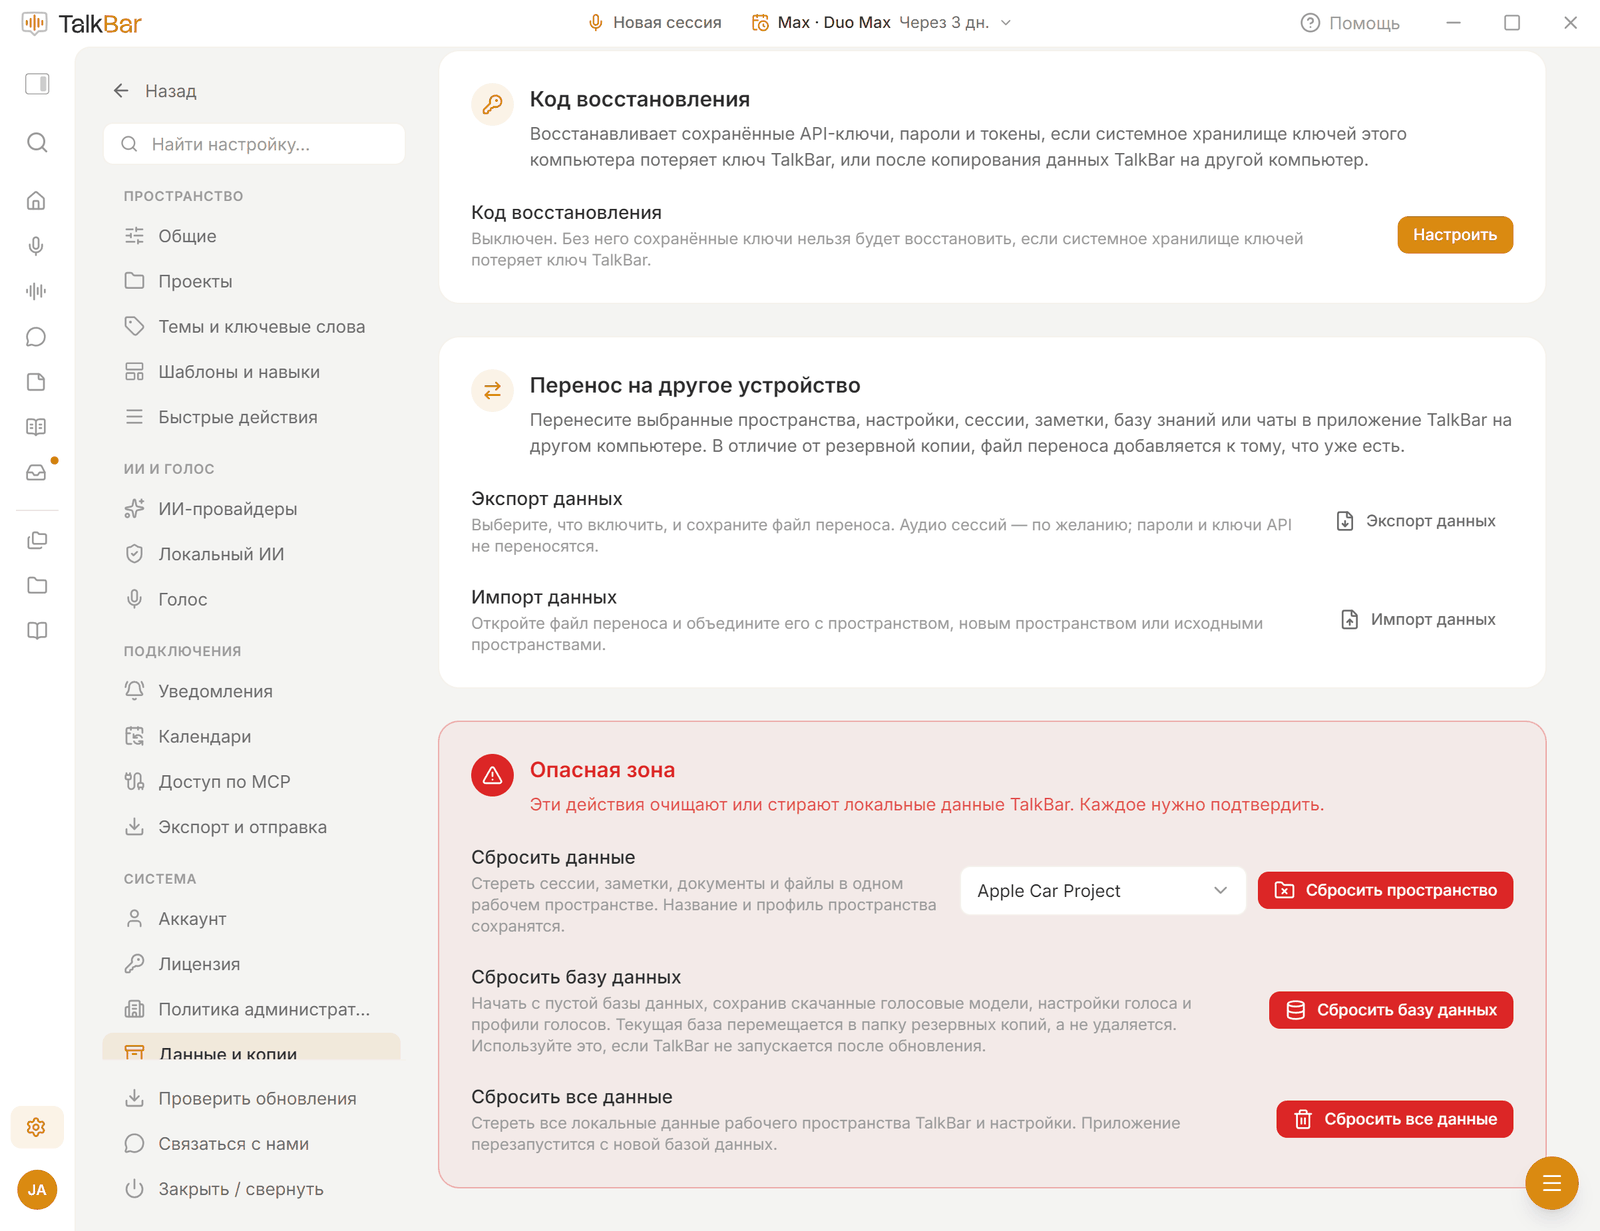 TalkBar
Новая сессия
Max · Duo Max Через 3 дн.
Помощь
Назад
Найти настройку...
ПРОСТРАНСТВО
Общие
Проекты
Темы и ключевые слова
Шаблоны и навыки
Быстрые действия
ИИ И ГОЛОС
ИИ-провайдеры
Локальный ИИ
Голос
ПОДКЛЮЧЕНИЯ
Уведомления
Календари
Доступ по MCP
Экспорт и отправка
СИСТЕМА
Аккаунт
Лицензия
Политика администрат...
Данные и копии
Проверить обновления
Связаться с нами
Закрыть / свернуть
JA
Код восстановления
Восстанавливает сохранённые API-ключи, пароли и токены, если системное хранилище ключей этого
компьютера потеряет ключ TalkBar, или после копирования данных TalkBar на другой компьютер.
Код восстановления
Выключен. Без него сохранённые ключи нельзя будет восстановить, если системное хранилище ключей
потеряет ключ TalkBar.
Настроить
Перенос на другое устройство
Перенесите выбранные пространства, настройки, сессии, заметки, базу знаний или чаты в приложение TalkBar на
другом компьютере. В отличие от резервной копии, файл переноса добавляется к тому, что уже есть.
Экспорт данных
Выберите, что включить, и сохраните файл переноса. Аудио сессий — по желанию; пароли и ключи API
не переносятся.
Экспорт данных
Импорт данных
Откройте файл переноса и объедините его с пространством, новым пространством или исходными
пространствами.
Импорт данных
Опасная зона
Эти действия очищают или стирают локальные данные TalkBar. Каждое нужно подтвердить.
Сбросить данные
Стереть сессии, заметки, документы и файлы в одном
рабочем пространстве. Название и профиль пространства
сохранятся.
Apple Car Project
Сбросить пространство
Сбросить базу данных
Начать с пустой базы данных, сохранив скачанные голосовые модели, настройки голоса и
профили голосов. Текущая база перемещается в папку резервных копий, а не удаляется.
Используйте это, если TalkBar не запускается после обновления.
Сбросить базу данных
Сбросить все данные
Стереть все локальные данные рабочего пространства TalkBar и настройки. Приложение
перезапустится с новой базой данных.
Сбросить все данные